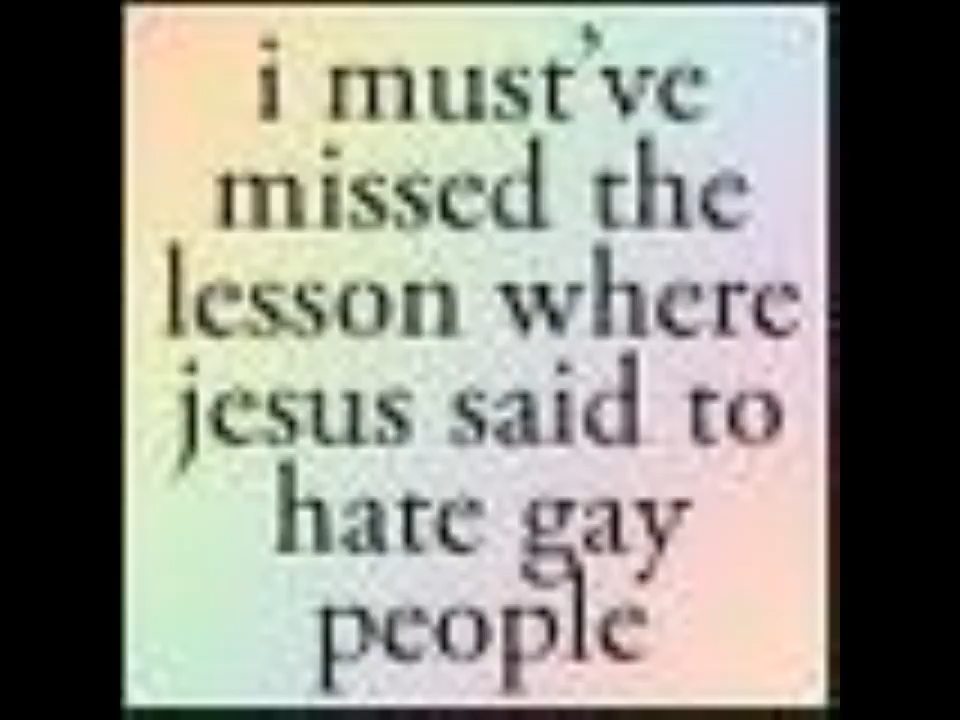 i must've
missed the
lesson where
jesus said to
hate gay
people